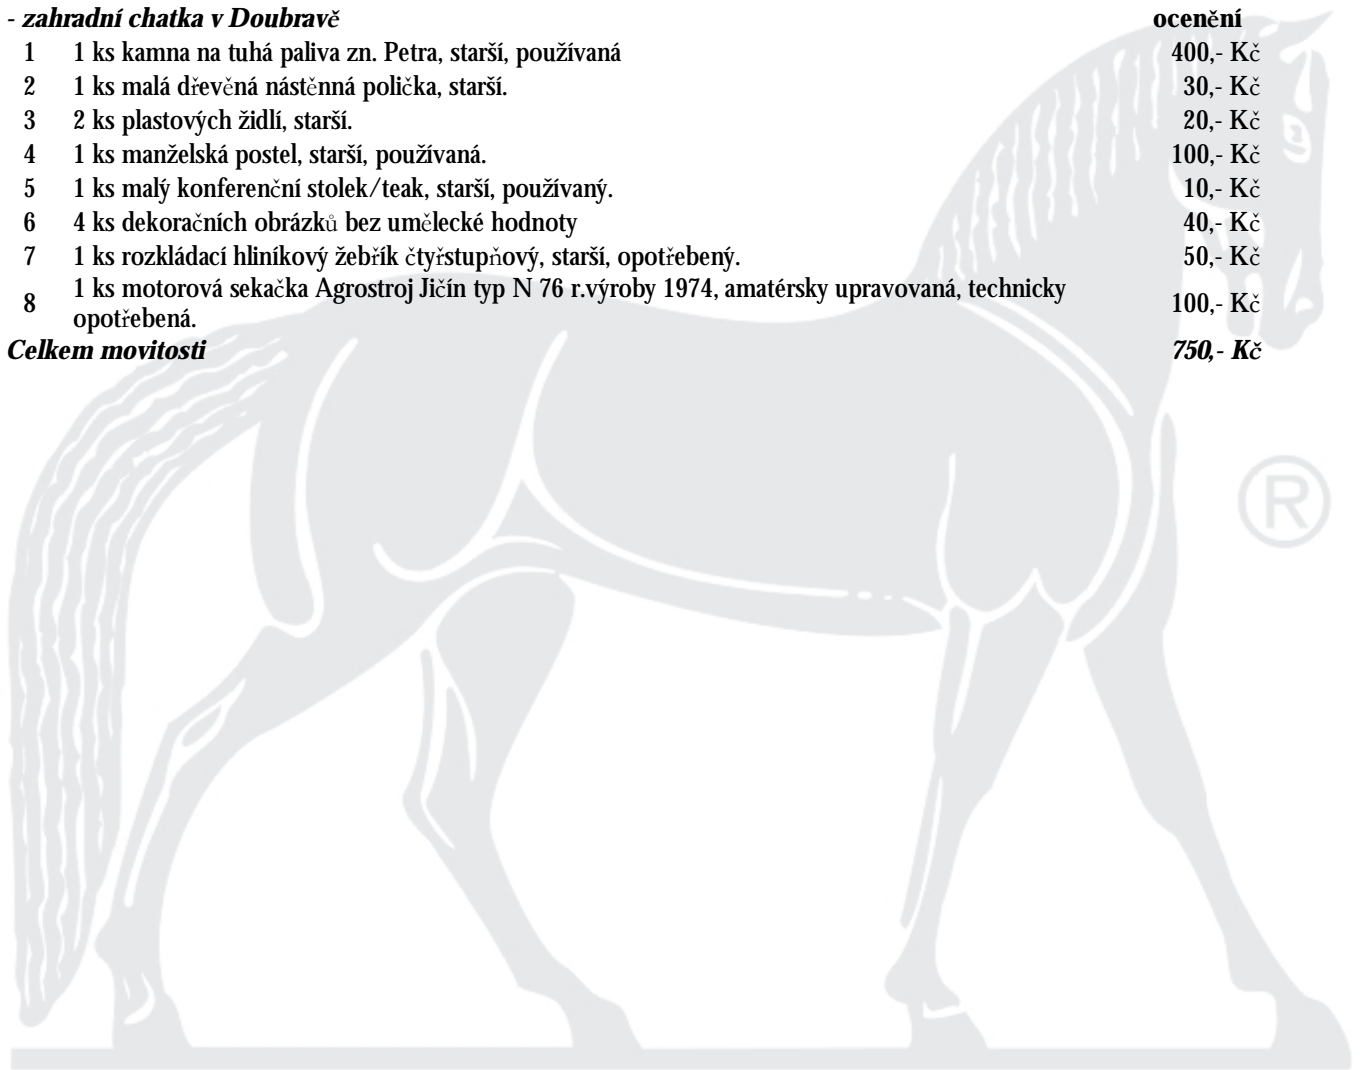 - zahradní chatka v Doubravě ocenění
1 1 ks kamna na tuhá paliva zn. Petra, starší, používaná 400,- Kč
2 1 ks malá dřevěná nástěnná polička, starší. 30,- Kč
3 2 ks plastových židlí, starší. 20,- Kč
4 1 ks manželská postel, starší, používaná. 100,- Kč
5 1 ks malý konferenční stolek/teak, starší, používaný. 10,- Kč
6 4 ks dekoračních obrázků bez umělecké hodnoty 40,- Kč
7 1 ks rozkládací hliníkový žebřík čtyřstupňový, starší, opotřebený. 50,- Kč
8 1 ks motorová sekačka Agrostroj Jičín typ N 76 r.výroby 1974, amatérsky upravovaná, technicky
opotřebená. 100,- Kč
Celkem movitosti 750,- Kč
®